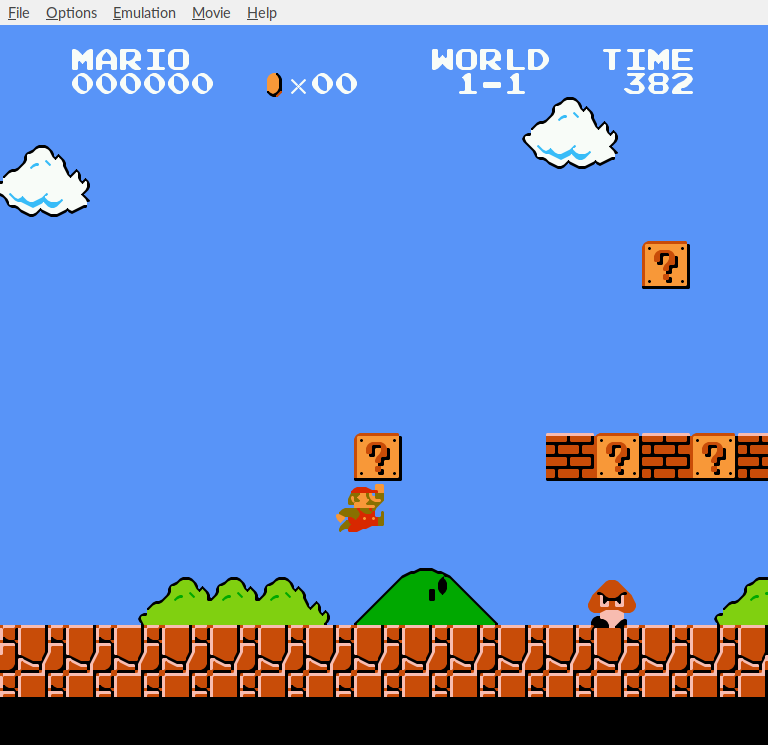 File Options Emulation Movie Help
MARIO WORLD TIME
000000 ×00 1-1 382
?
? ? ?